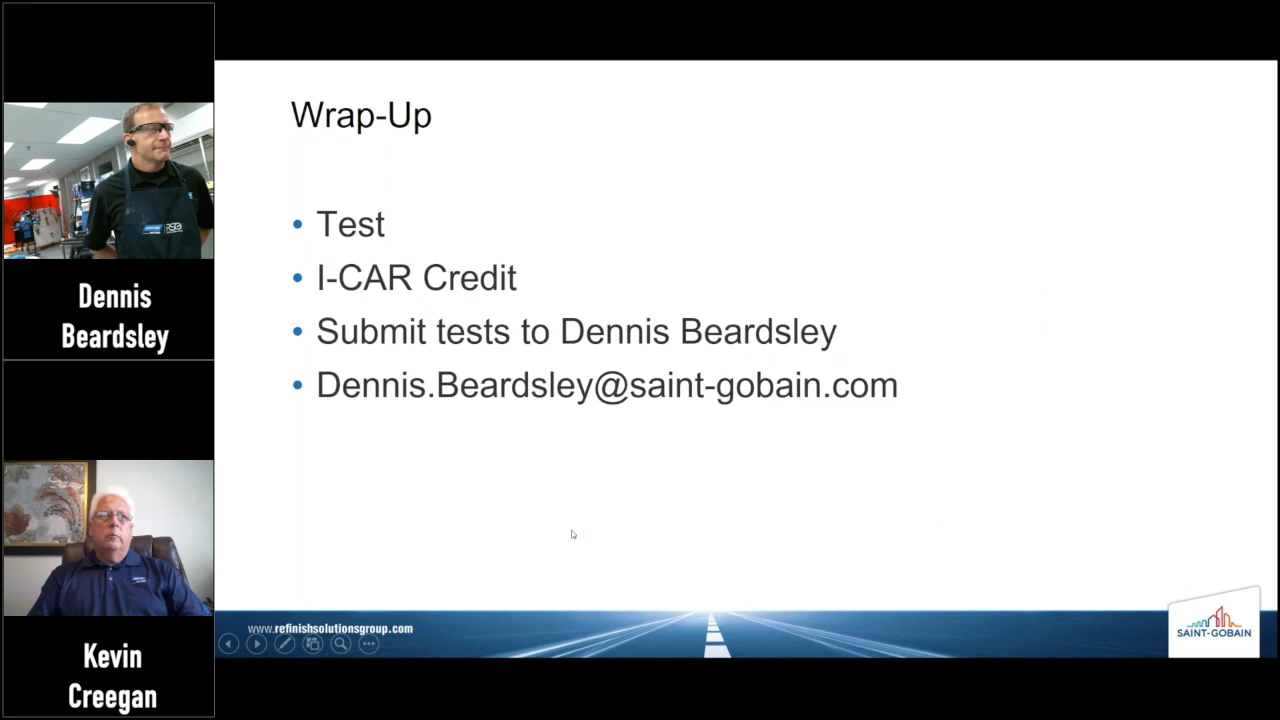 Wrap-Up
• Test
• I-CAR Credit
• Submit tests to Dennis Beardsley
• Dennis.Beardsley@saint-gobain.com
Dennis
Beardsley
Kevin
Creegan
www.refinishsolutionsgroup.com
SAINT-GOBAIN